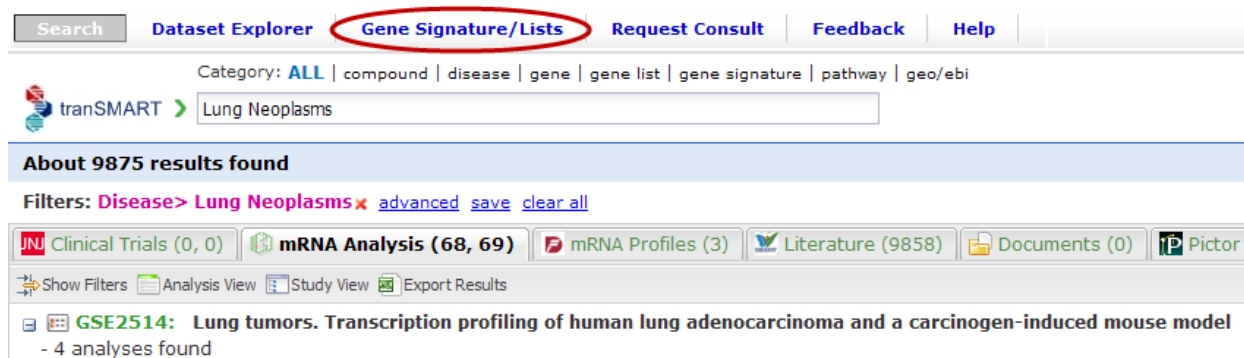 Search Dataset Explorer Gene Signature/Lists Request Consult Feedback Help
Category: ALL | compound | disease | gene | gene list | gene signature | pathway | geo/ebi
tranSMART Lung Neoplasms
About 9875 results found
Filters: Disease> Lung Neoplasms advanced save clear all
JNJ Clinical Trials (0, 0) mRNA Analysis (68, 69) mRNA Profiles (3) Literature (9858) Documents (0) Pictor
Show Filters Analysis View Study View Export Results
GSE2514: Lung tumors. Transcription profiling of human lung adenocarcinoma and a carcinogen-induced mouse model
- 4 analyses found